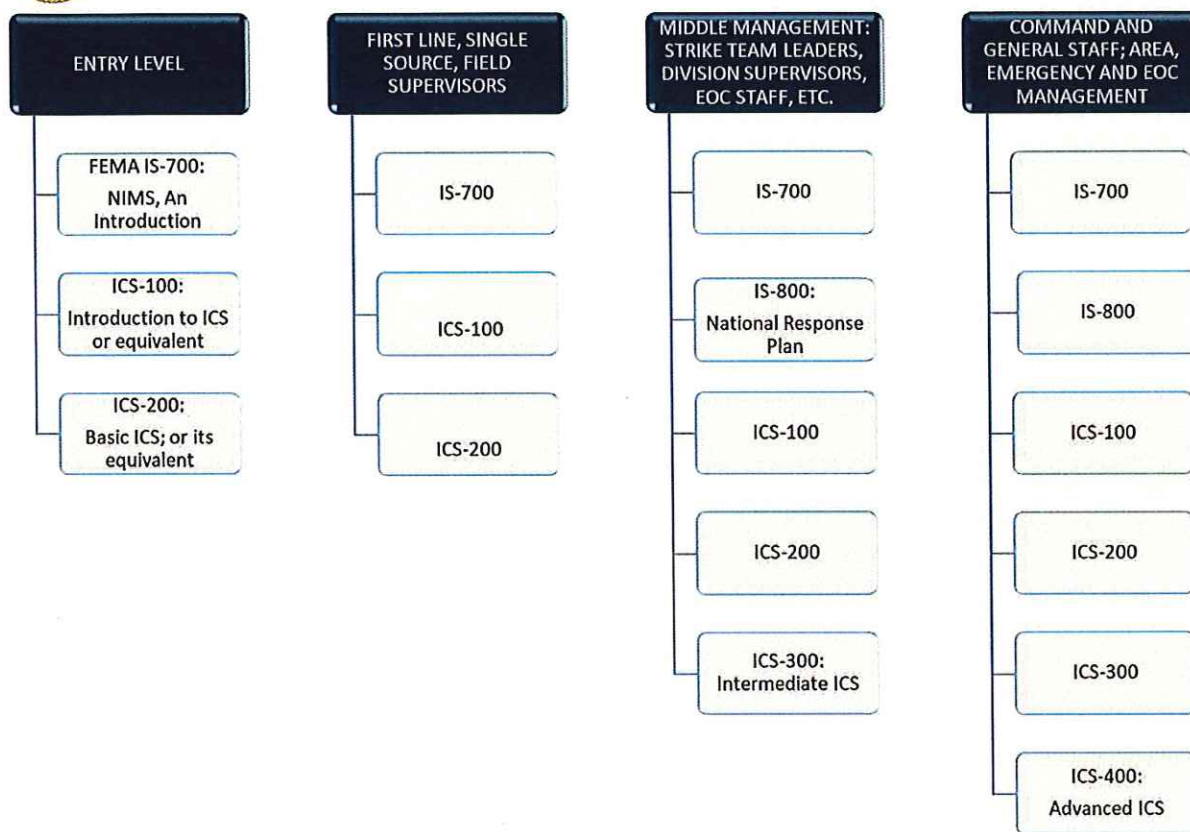 ENTRY LEVEL
FEMA IS-700:
NIMS, An
Introduction
ICS-100:
Introduction to ICS
or equivalent
ICS-200:
Basic ICS; or its
equivalent
FIRST LINE, SINGLE
SOURCE, FIELD
SUPERVISORS
IS-700
ICS-100
ICS-200
MIDDLE MANAGEMENT:
STRIKE TEAM LEADERS,
DIVISION SUPERVISORS,
EOC STAFF, ETC.
IS-700
IS-800:
National Response
Plan
ICS-100
ICS-200
ICS-300:
Intermediate ICS
COMMAND AND
GENERAL STAFF; AREA,
EMERGENCY AND EOC
MANAGEMENT
IS-700
IS-800
ICS-100
ICS-200
ICS-300
ICS-400:
Advanced ICS